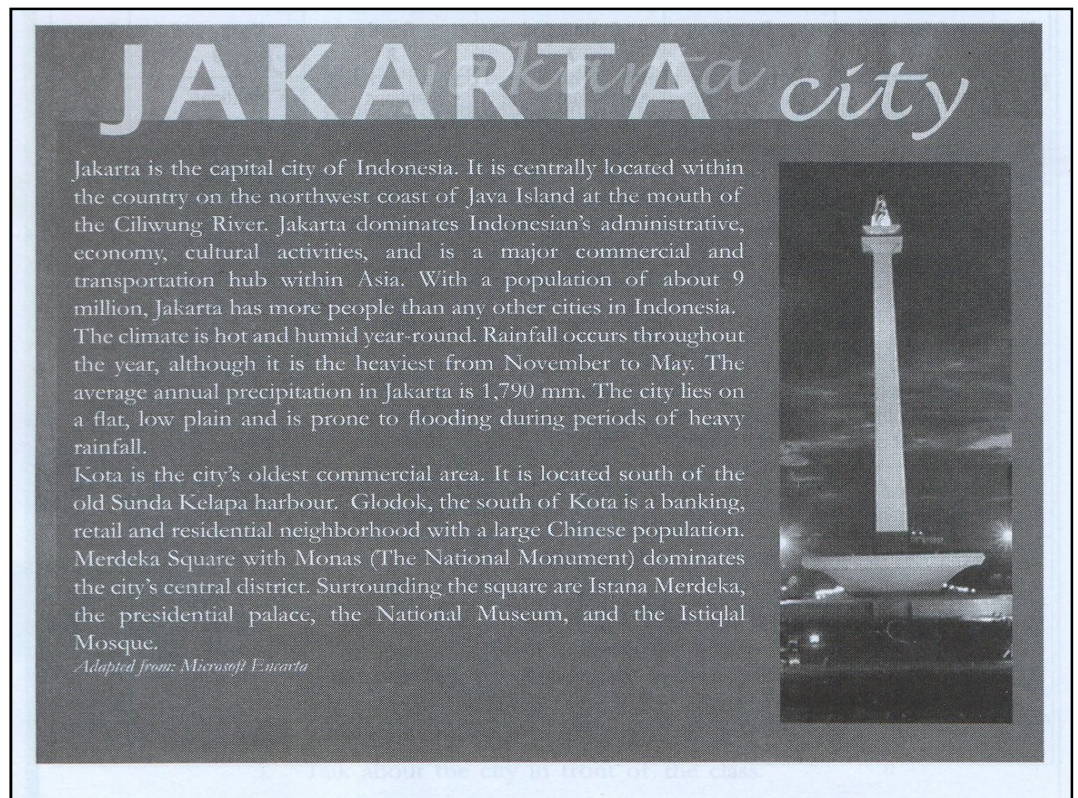 JAKARTA city
jakarta
Jakarta is the capital city of Indonesia. It is centrally located within
the country on the northwest coast of Java Island at the mouth of
the Ciliwung River. Jakarta dominates Indonesian's administrative,
economy, cultural activities, and is a major commercial and
transportation hub within Asia. With a population of about 9
million, Jakarta has more people than any other cities in Indonesia.
The climate is hot and humid year-round. Rainfall occurs throughout
the year, although it is the heaviest from November to May. The
average annual precipitation in Jakarta is 1,790 mm. The city lies on
a flat, low plain and is prone to flooding during periods of heavy
rainfall.
Kota is the city's oldest commercial area. It is located south of the
old Sunda Kelapa harbour. Glodok, the south of Kota is a banking,
retail and residential neighborhood with a large Chinese population.
Merdeka Square with Monas (The National Monument) dominates
the city's central district. Surrounding the square are Istana Merdeka,
the presidential palace, the National Museum, and the Istiqlal
Mosque.
Adapted from: Microsoft Encarta
Talk about the city in front of the class.